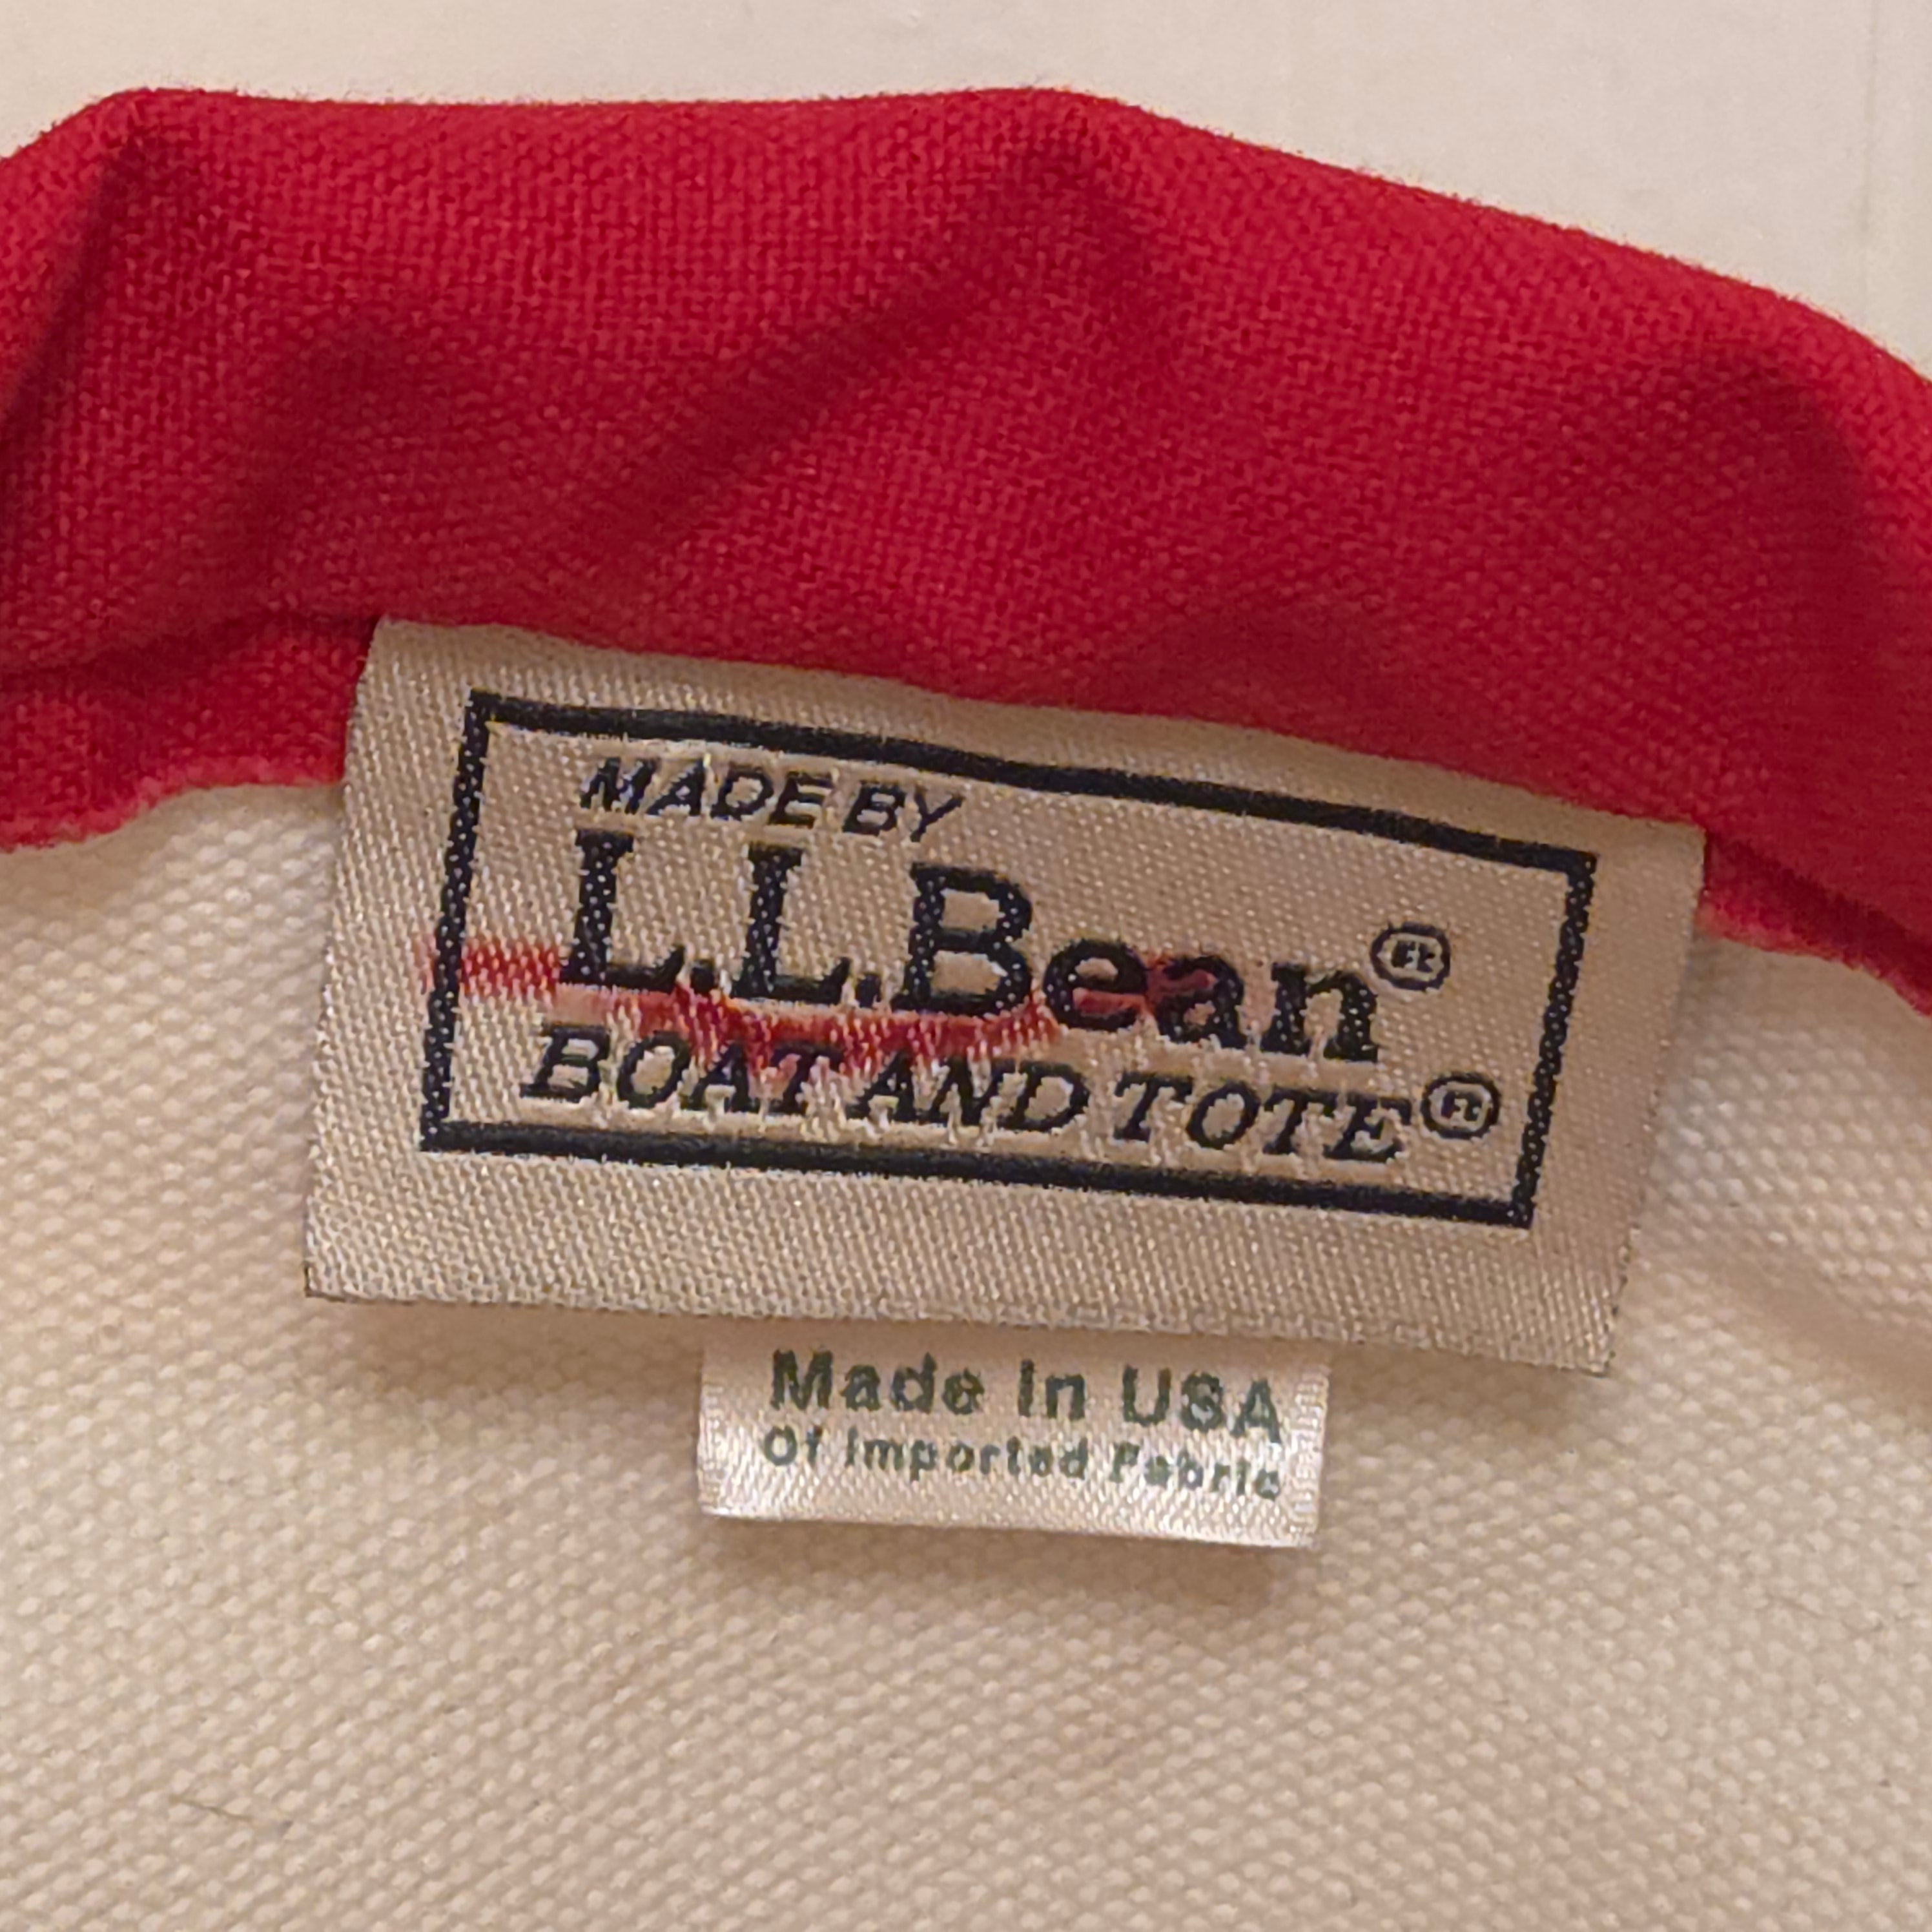 MADE BY
L.L.Bean®
BOAT AND TOTE®
Made in USA
Of Imported Fabric